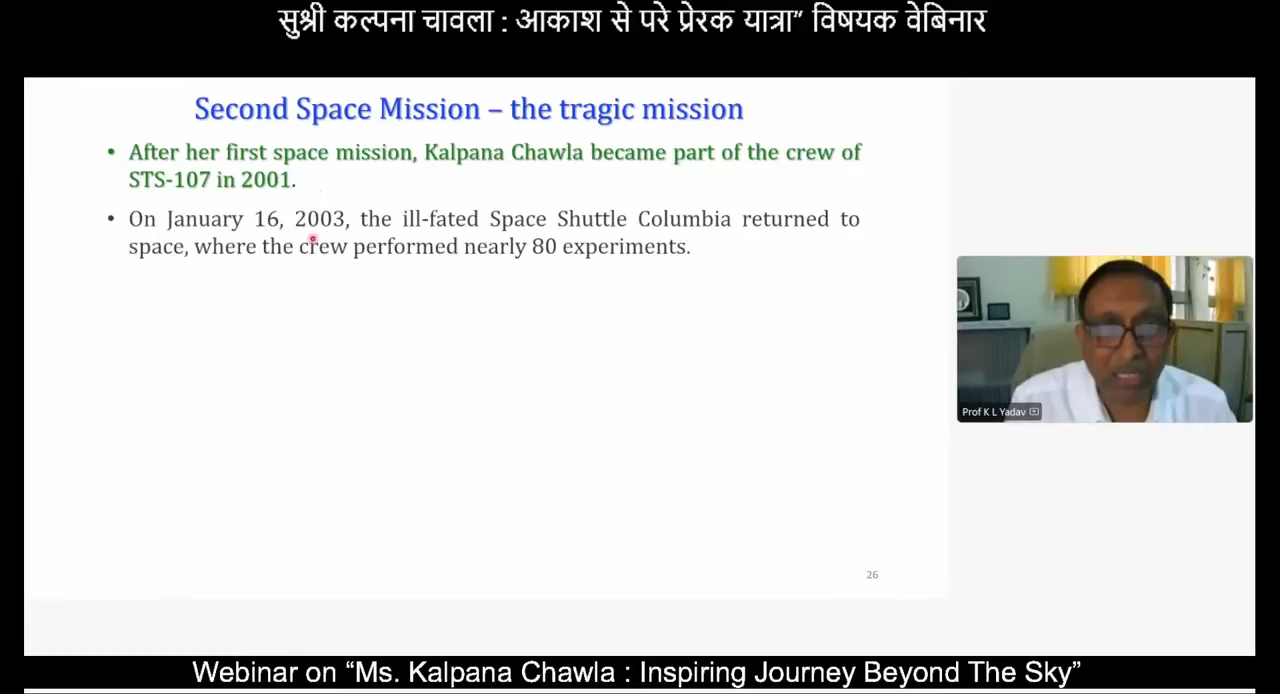 सुश्री कल्पना चावला : आकाश से परे प्रेरक यात्रा” विषयक वेबिनार
Second Space Mission – the tragic mission
• After her first space mission, Kalpana Chawla became part of the crew of
STS-107 in 2001.
• On January 16, 2003, the ill-fated Space Shuttle Columbia returned to
space, where the crew performed nearly 80 experiments.
Prof K L Yadav
26
Webinar on “Ms. Kalpana Chawla : Inspiring Journey Beyond The Sky”